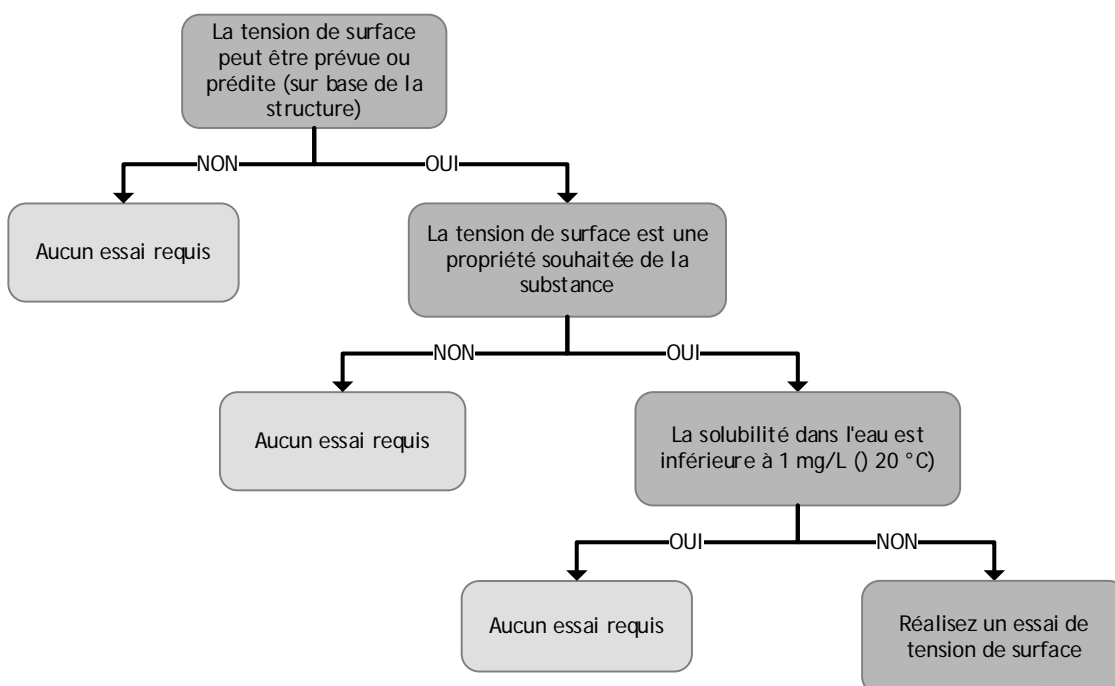 La tension de surface
peut être prévue ou
prédite (sur base de la
structure)
NON
OUI
Aucun essai requis
La tension de surface est une
propriété souhaitée de la
substance
NON
OUI
Aucun essai requis
La solubilité dans l'eau est
inférieure à 1 mg/L () 20 °C)
OUI
NON
Aucun essai requis
Réalisez un essai de
tension de surface